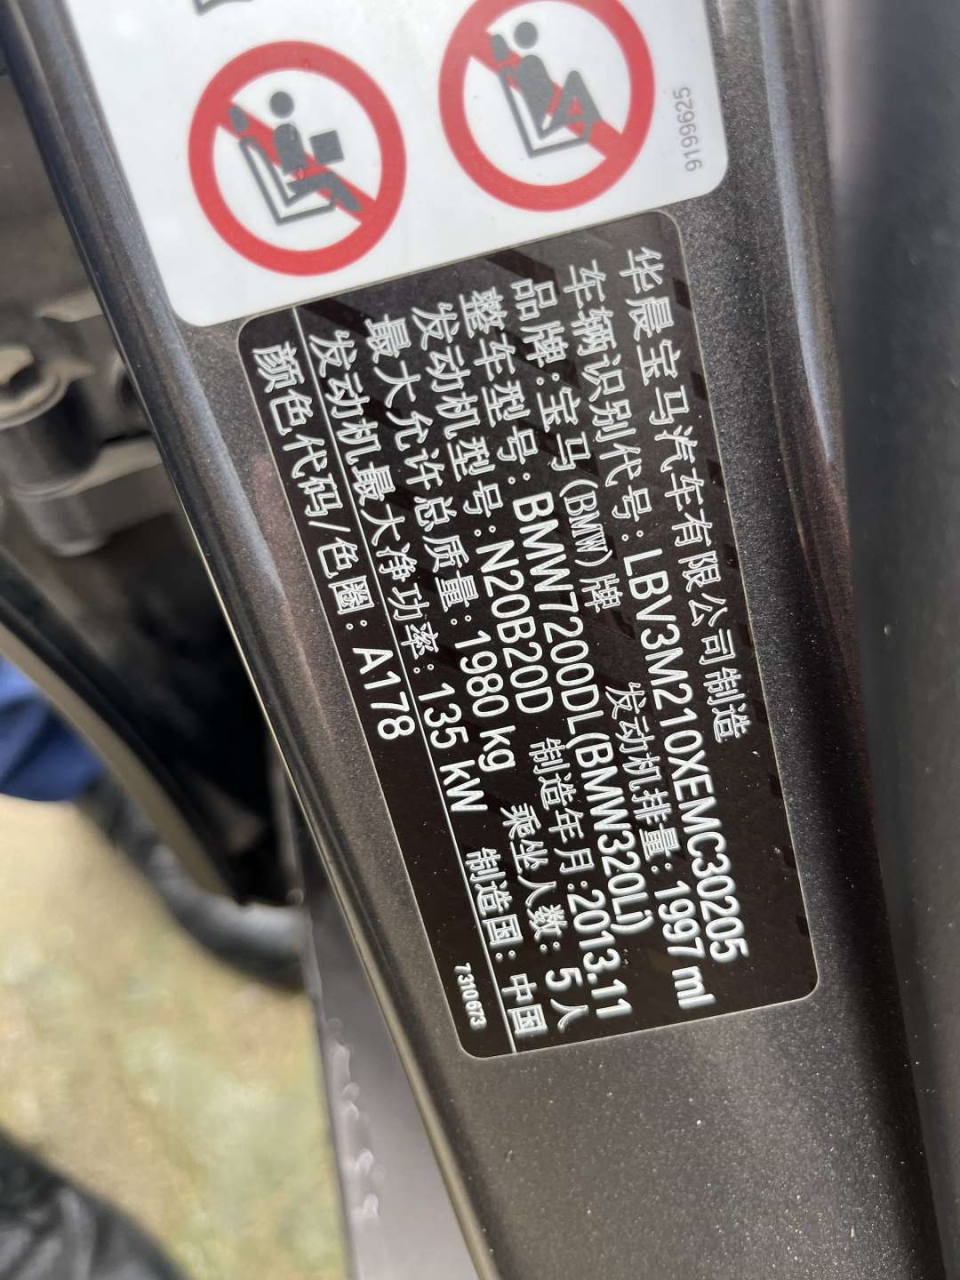 9199625
华晨宝马汽车有限公司制造
车辆识别代号:LBV3M210XEMC30205
品牌:宝马(BMW)牌 发动机排量:1997 ml
整车型号:BMW7200DL(BMW320Li)
发动机型号:N20B20D 制造年月:2013.11
最大允许总质量:1980 kg 乘坐人数:5人
发动机最大净功率:135 kW 制造国:中国
颜色代码/色圈:A178
7310673